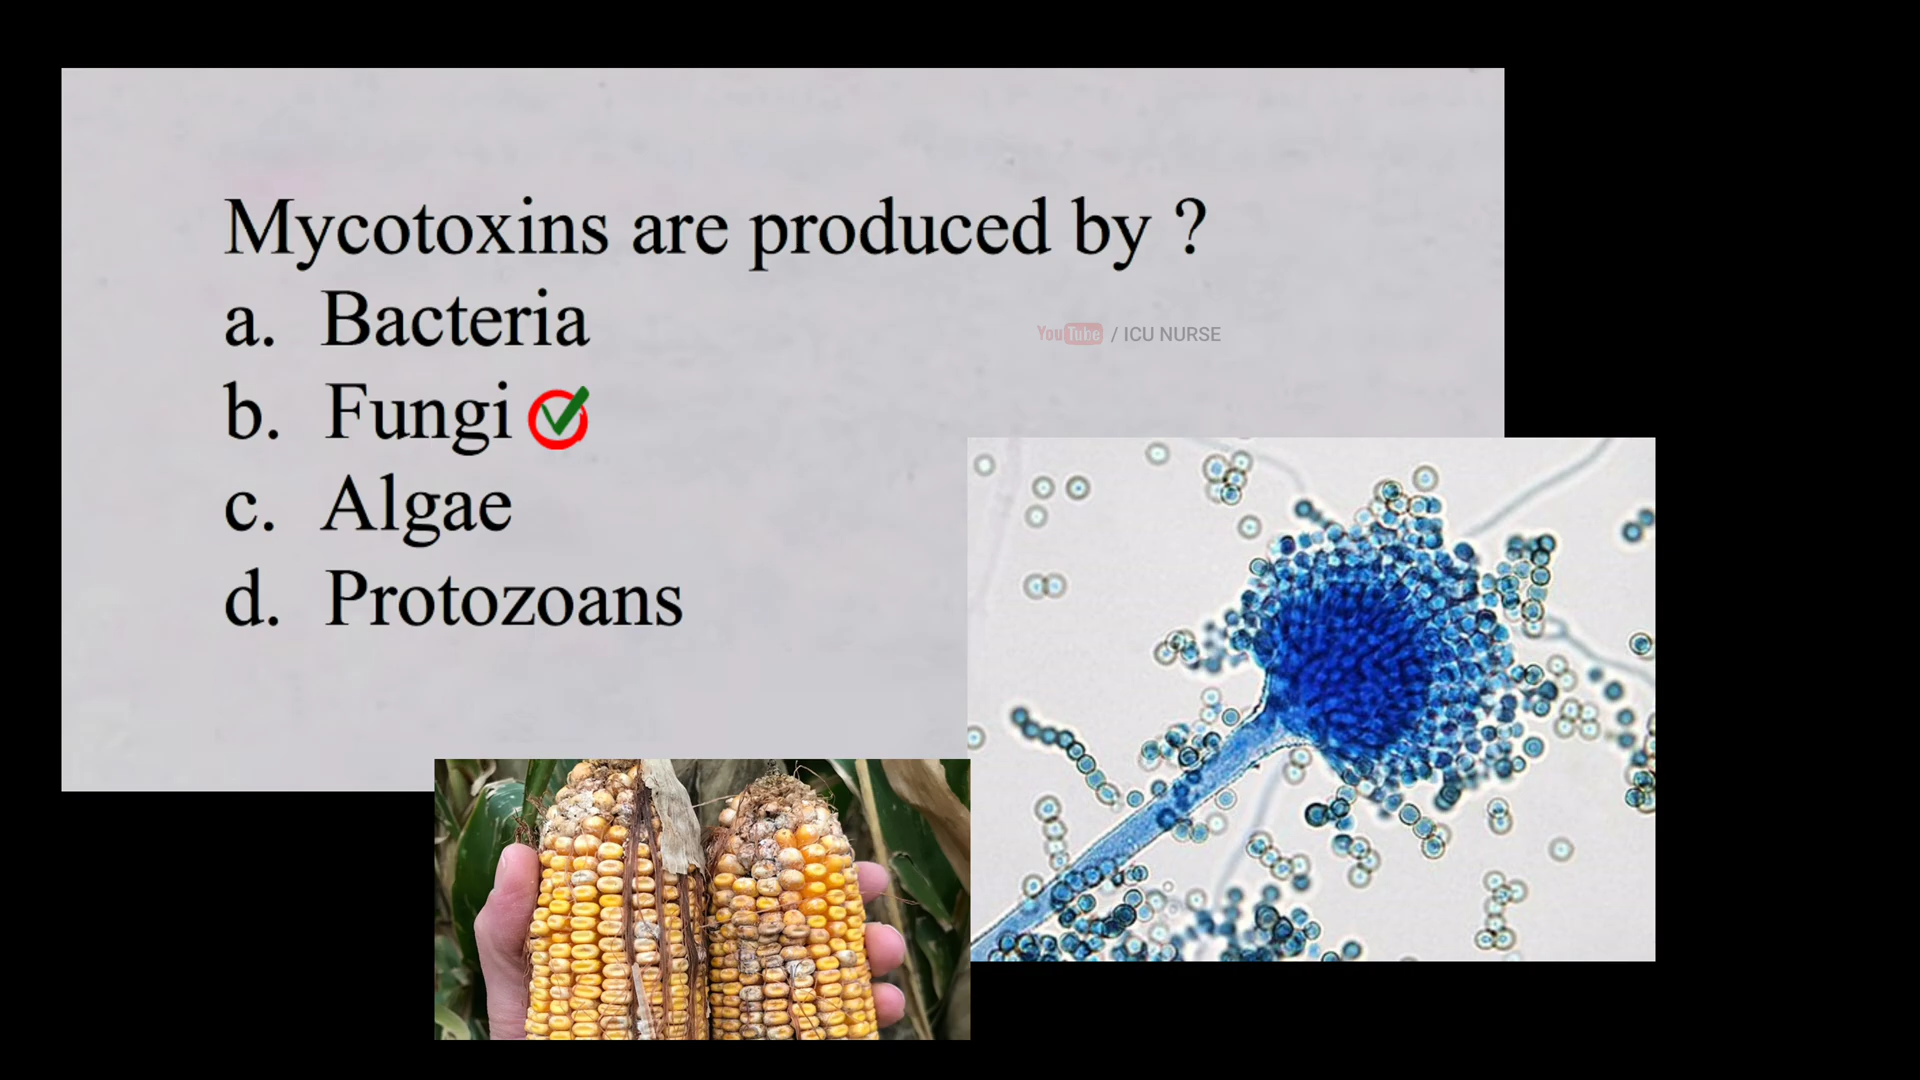 Mycotoxins are produced by ?
a. Bacteria
YouTube / ICU NURSE
b. Fungi
c. Algae
d. Protozoans